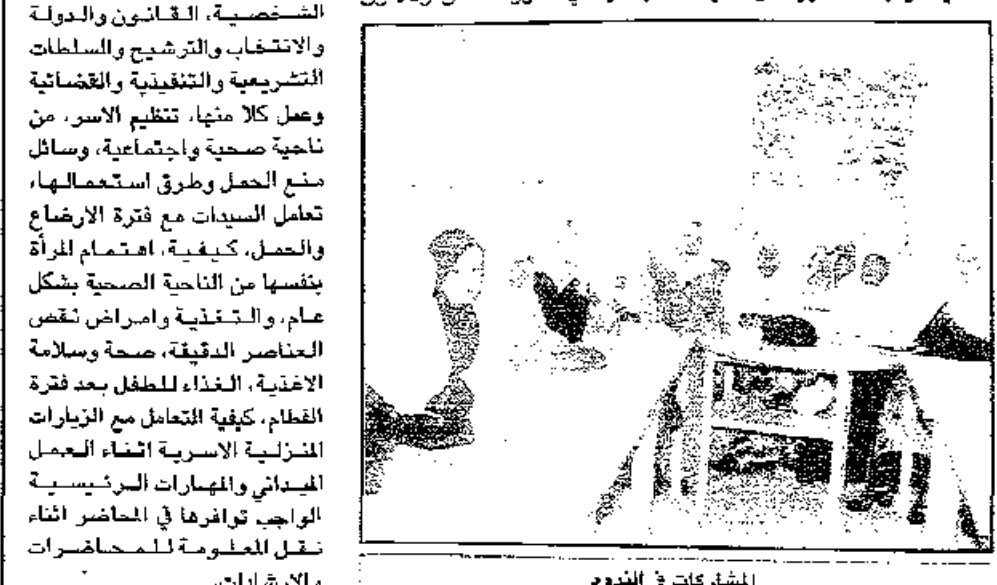 الشخصية، القانون والدولة
والانتخاب والترشيح والسلطات
التشريعية والتنفيذية والقضائية
وعمل كلا منها، تنظيم الاسر، من
ناحية صحية واجتماعية، وسائل
منع الحمل وطرق استعمالها،
تعامل السيدات مع فترة الارضاع
والحمل، كيفية، اهتمام المرأة
بنفسها من الناحية الصحية بشكل
عام، والتغذية وامراض نقص
العناصر الدقيقة، صحة وسلامة
الاغذية، الغذاء للطفل بعد فترة
الفطام، كيفية التعامل مع الزيارات
المنزلية الاسرية اثناء العمل
الميداني والمهارات الرئيسية
الواجب توافرها في المحاضر اثناء
نقل المعلومة للمحاضرات
والارشادات.
المشاركات في الندوة